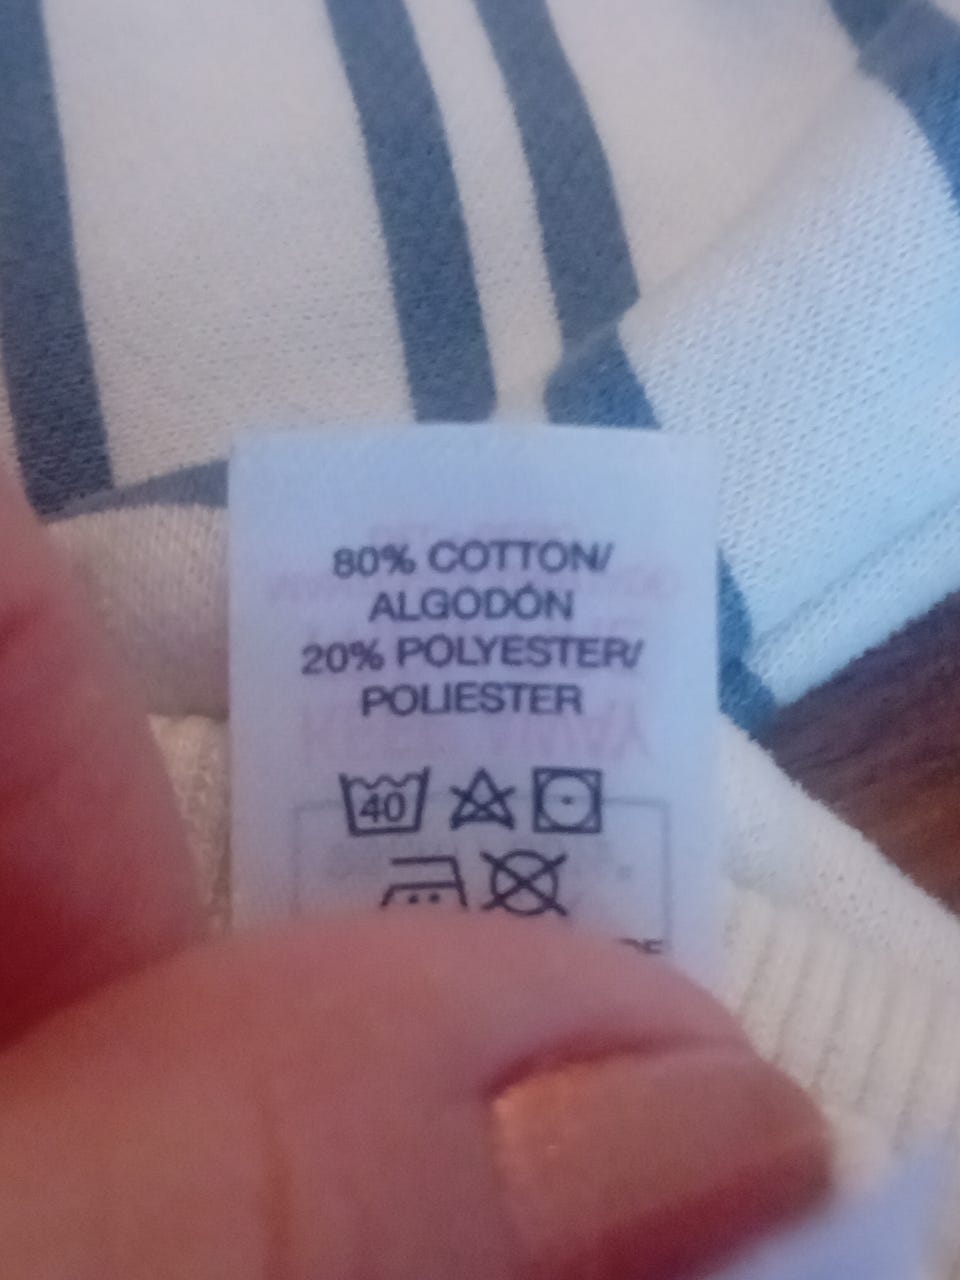 80% COTTON/
ALGODÓN
20% POLYESTER/
POLIESTER
40